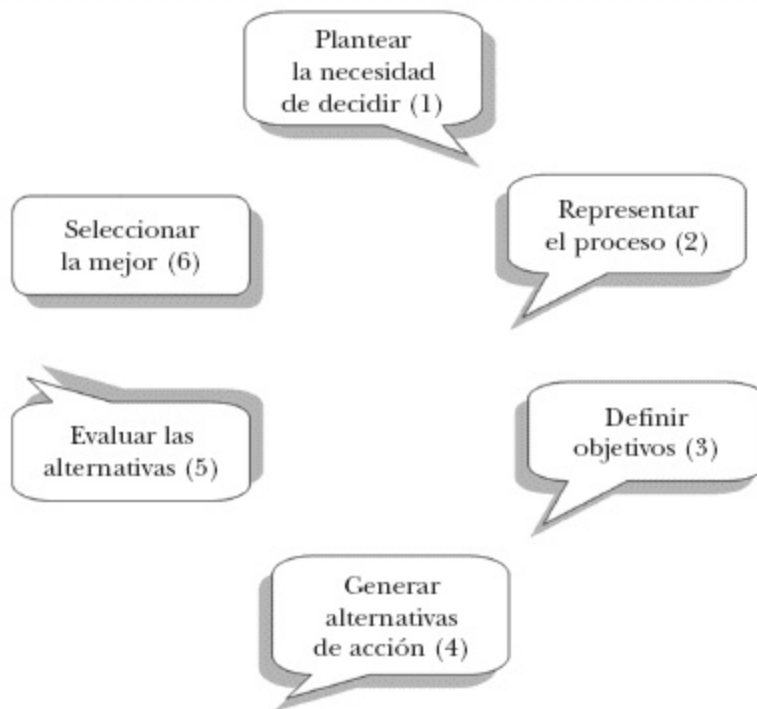 Plantear
la necesidad
de decidir (1)
Representar
el proceso (2)
Definir
objetivos (3)
Generar
alternativas
de acción (4)
Evaluar las
alternativas (5)
Seleccionar
la mejor (6)